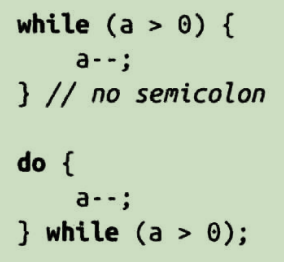 while (a > 0) {
    a--;
} // no semicolon

do {
    a--;
} while (a > 0);